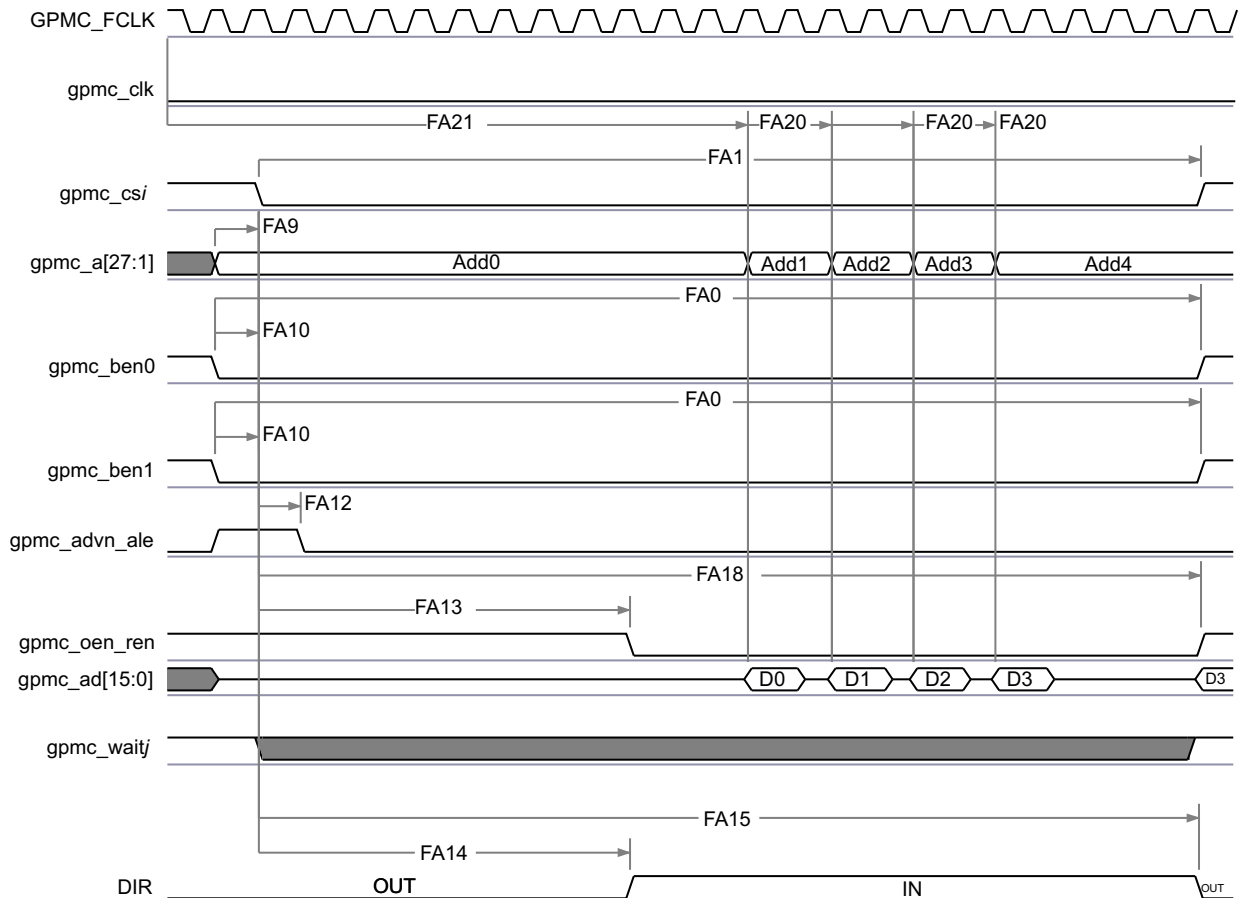 GPMC_FCLK
gpmc_clk
FA21 FA20 FA20 FA20
FA1
gpmc_csi
FA9
gpmc_a[27:1] Add0 Add1 Add2 Add3 Add4
FA0
FA10
gpmc_ben0
FA0
FA10
gpmc_ben1
FA12
gpmc_advn_ale
FA18
FA13
gpmc_oen_ren
gpmc_ad[15:0] D0 D1 D2 D3 D3
gpmc_waitj
FA15
FA14
DIR OUT IN OUT